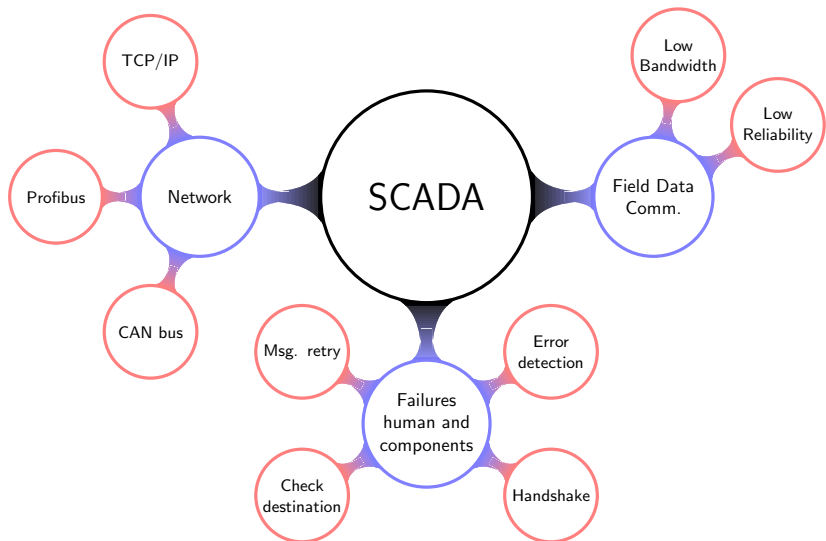 TCP/IP
Low
Bandwidth
Low
Reliability
Profibus
Network
SCADA
Field Data
Comm.
CAN bus
Msg. retry
Error
detection
Failures
human and
components
Check
destination
Handshake